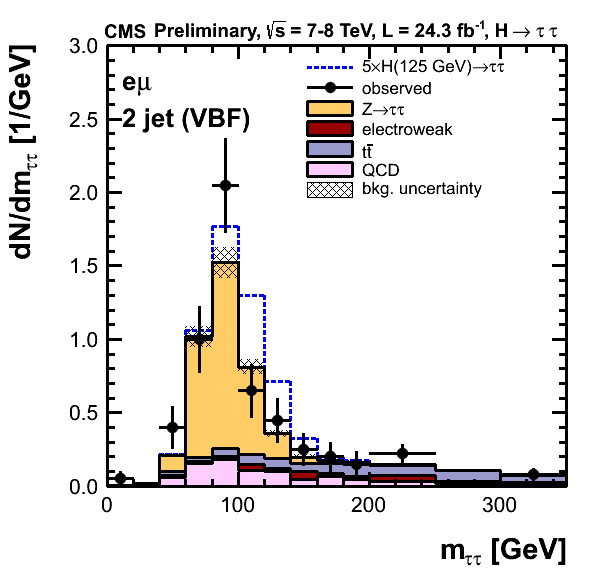 CMS Preliminary, √s = 7-8 TeV, L = 24.3 fb⁻¹, H → τ τ
eμ
2 jet (VBF)
5×H(125 GeV)→ττ
observed
Z→ττ
electroweak
tt̄
QCD
bkg. uncertainty
dN/dm_ττ [1/GeV]
3.0
2.5
2.0
1.5
1.0
0.5
0.0
0 100 200 300
m_ττ [GeV]